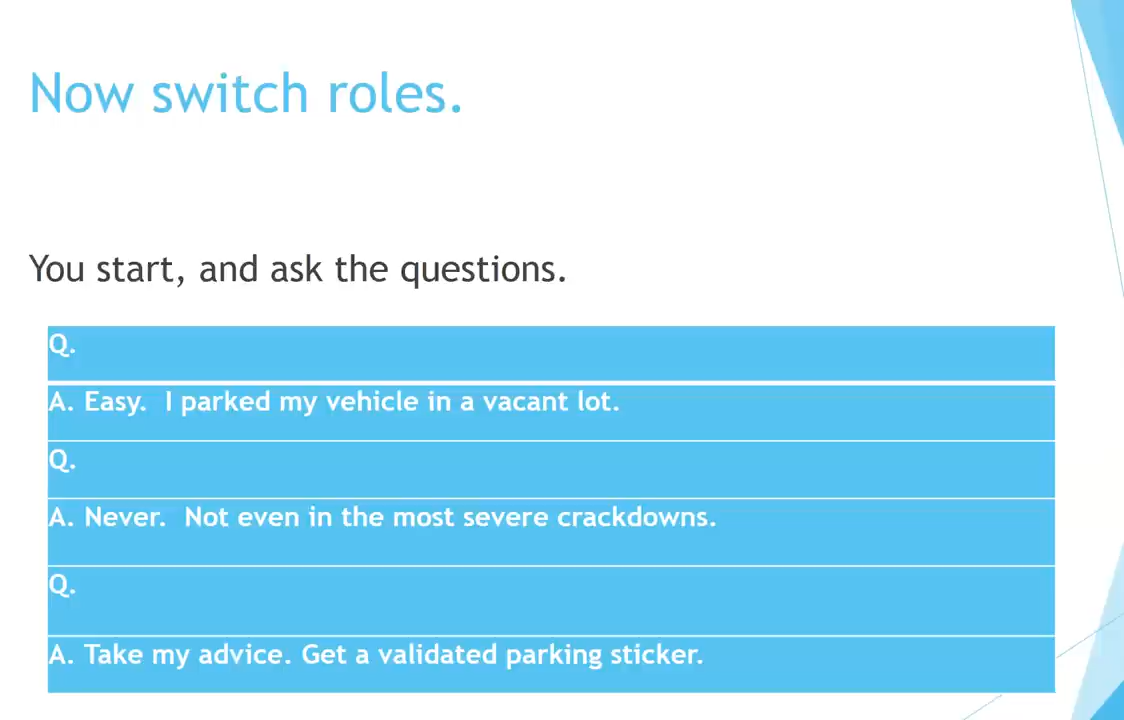 Now switch roles.
You start, and ask the questions.
Q.
A. Easy.  I parked my vehicle in a vacant lot.
Q.
A. Never.  Not even in the most severe crackdowns.
Q.
A. Take my advice. Get a validated parking sticker.